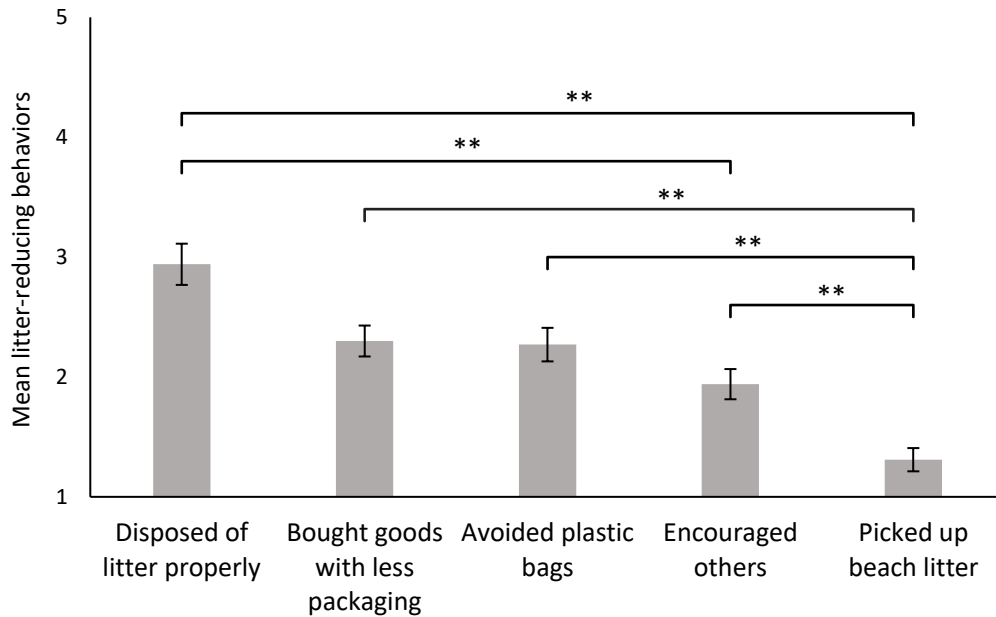 5
4
3
2
1
Mean litter-reducing behaviors
**
**
**
**
**
Disposed of
litter properly
Bought goods
with less
packaging
Avoided plastic
bags
Encouraged
others
Picked up
beach litter